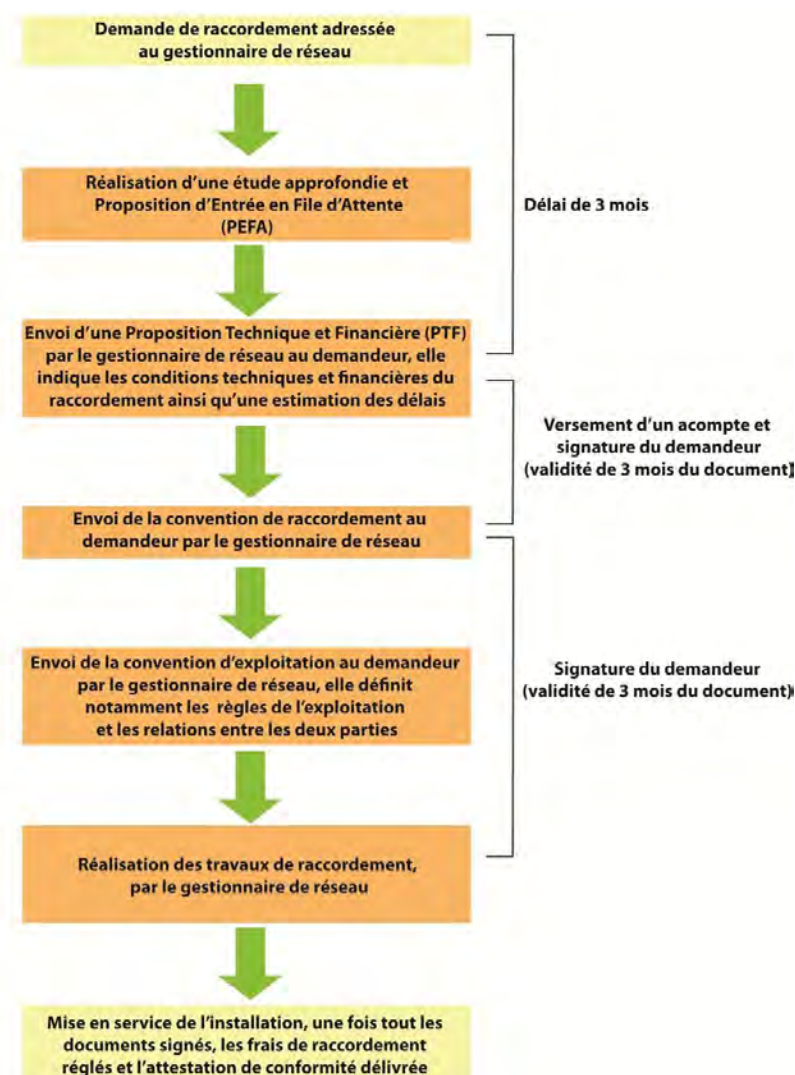 Demande de raccordement adressée
au gestionnaire de réseau
Réalisation d'une étude approfondie et
Proposition d'Entrée en File d'Attente
(PEFA)
Délai de 3 mois
Envoi d'une Proposition Technique et Financière (PTF)
par le gestionnaire de réseau au demandeur, elle
indique les conditions techniques et financières du
raccordement ainsi qu'une estimation des délais
Versement d'un acompte et
signature du demandeur
(validité de 3 mois du document)
Envoi de la convention de raccordement au
demandeur par le gestionnaire de réseau
Envoi de la convention d'exploitation au demandeur
par le gestionnaire de réseau, elle définit
notamment les règles de l'exploitation
et les relations entre les deux parties
Signature du demandeur
(validité de 3 mois du document)
Réalisation des travaux de raccordement,
par le gestionnaire de réseau
Mise en service de l'installation, une fois tout les
documents signés, les frais de raccordement
réglés et l'attestation de conformité délivrée